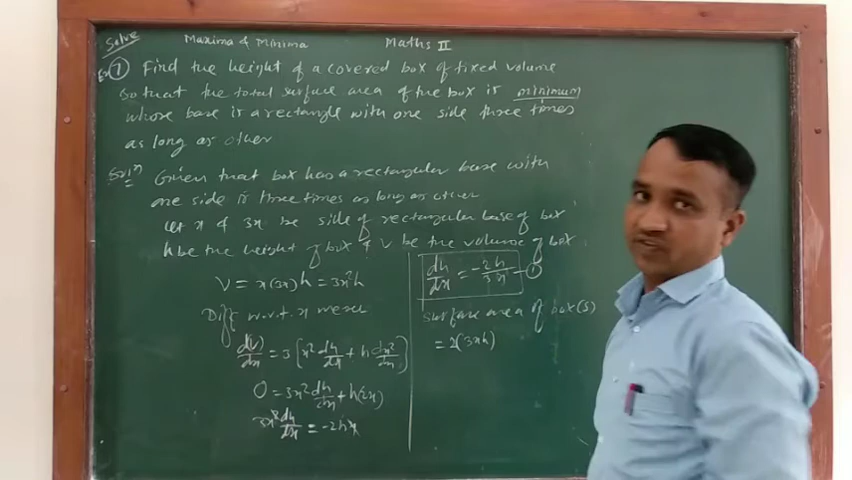 Solve Maxima & Minima Maths II
Ex 7 Find the height of a covered box of fixed volume
so that the total surface area of the box is minimum
whose base is a rectangle with one side three times
as long as other
Solⁿ Given that box has a rectangular base with
one side is three times as long as other
Let x & 3x be side of rectangular base of box
h be the height of box & V be the volume of box
V = x(3x)h = 3x²h
Diff w.r.t. x we get
dV/dx = 3[x² dh/dx + h dx²/dx]
0 = 3x² dh/dx + h(2x)
3x² dh/dx = -2hx
dh/dx = -2h/3x —①
Surface area of box(S)
= 2(3xh)